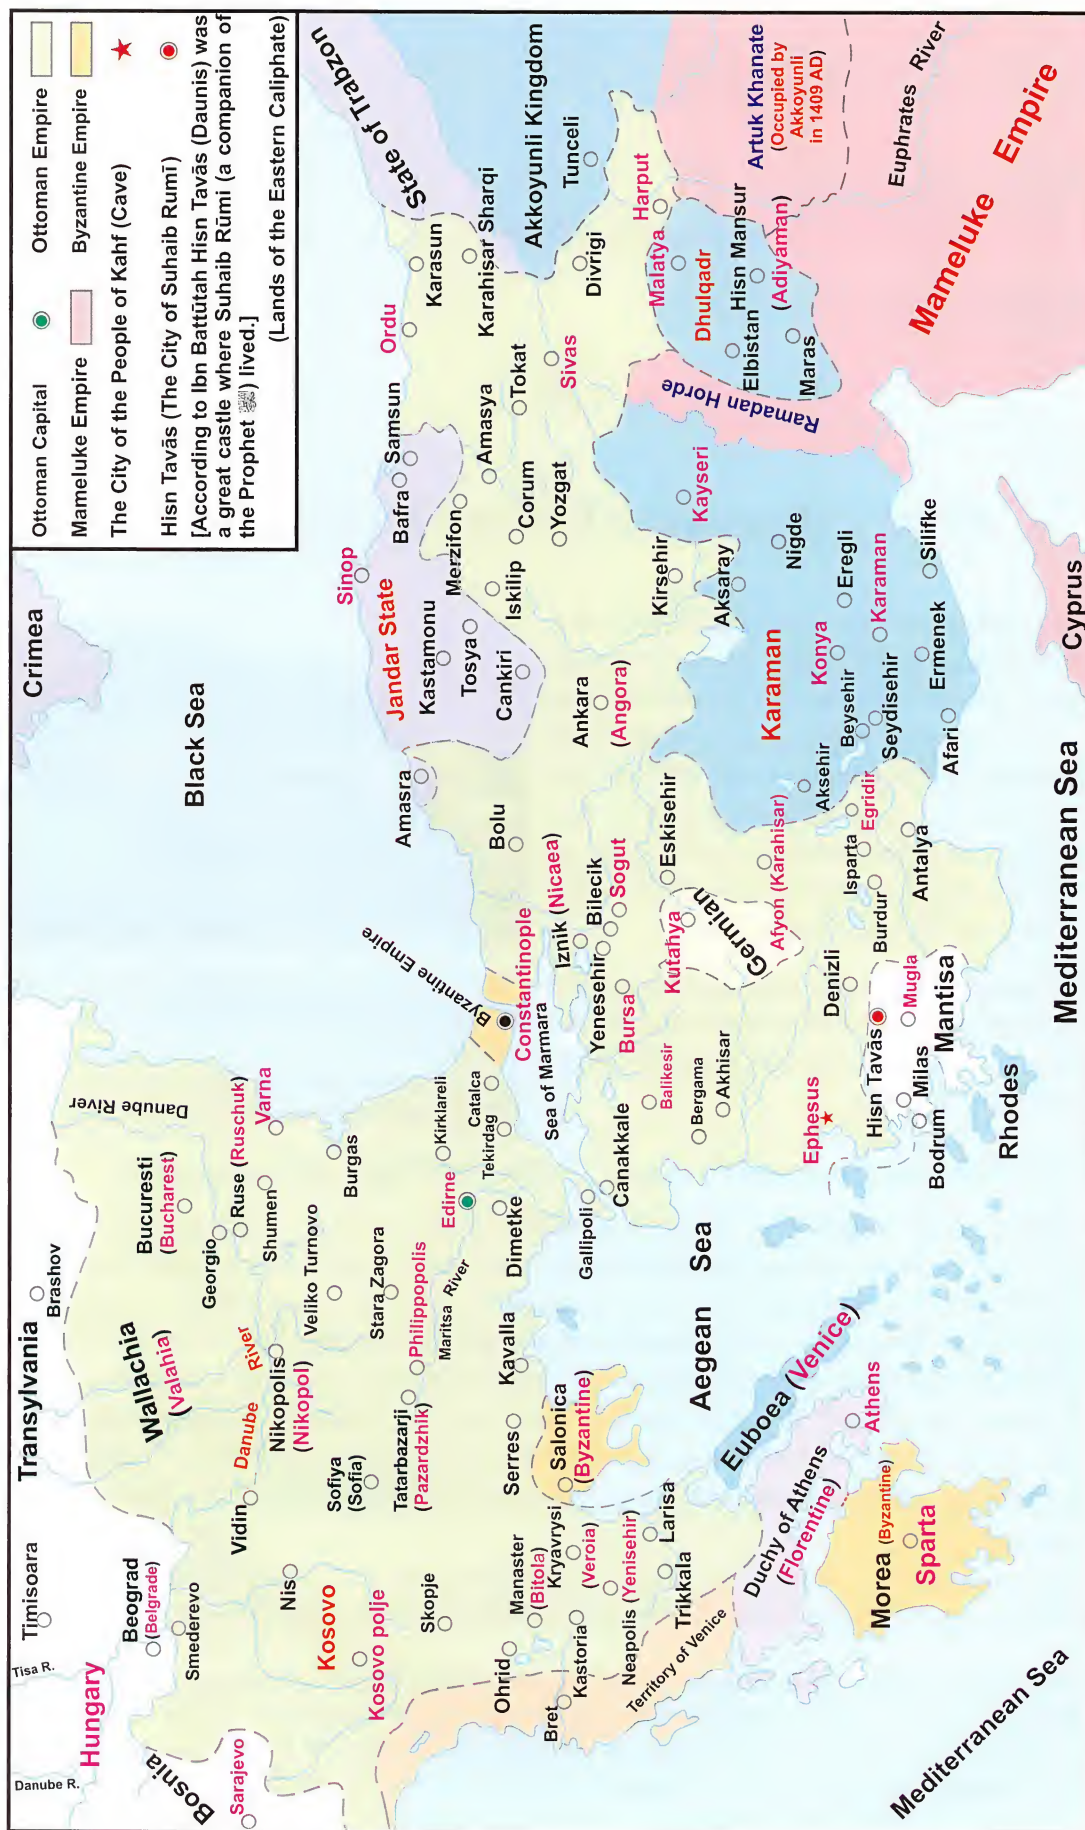 Ottoman Capital
Ottoman Empire
Mameluke Empire
Byzantine Empire
The City of the People of Kahf (Cave)
Hisn Tavās (The City of Suhaib Rumī)
[According to Ibn Battūtah Hisn Tavās (Daunis) was
a great castle where Suhaib Rūmi (a companion of
the Prophet ﷺ) lived.]
(Lands of the Eastern Caliphate)
Crimea
Black Sea
State of Trabzon
Transylvania
Brashov
Timisoara
Tisa R.
Danube R.
Hungary
Beograd
(Belgrade)
Smederevo
Bosnia
Sarajevo
Wallachia
(Valahia)
Bucuresti
(Bucharest)
Danube River
Georgio
Ruse (Ruschuk)
Varna
Shumen
Danube River
Vidin
Nikopolis
(Nikopol)
Veliko Turnovo
Burgas
Nis
Kosovo
Kosovo polje
Sofiya
(Sofia)
Stara Zagora
Philippopolis
Tatarbazarji
(Pazardzhik)
Maritsa River
Edirne
Kirklareli
Catalca
Tekirdag
Dimetke
Skopje
Ohrid
Manaster
(Bitola)
Kryavrysi
(Veroia)
Serres
Kavalla
Salonica
(Byzantine)
Bret
Kastoria
Neapolis (Yenisehir)
Trikkala
Larisa
Territory of Venice
Duchy of Athens
(Florentine)
Athens
Euboea (Venice)
Morea (Byzantine)
Sparta
Aegean Sea
Mediterranean Sea
Byzantine Empire
Constantinople
Sea of Marmara
Gallipoli
Canakkale
Amasra
Bolu
Iznik (Nicaea)
Bilecik
Yenesehir
Sogut
Bursa
Eskisehir
Kutahya
Germian
Balikesir
Bergama
Akhisar
Afyon (Karahisar)
Ephesus
Denizli
Hisn Tavās
Mugla
Milas
Mantisa
Bodrum
Rhodes
Isparta
Egridir
Burdur
Antalya
Mediterranean Sea
Sinop
Jandar State
Kastamonu
Tosya
Cankiri
Bafra
Samsun
Ordu
Karasun
Karahisar Sharqi
Merzifon
Amasya
Iskilip
Corum
Tokat
Yozgat
Sivas
Divrigi
Ankara
(Angora)
Kirsehir
Kayseri
Aksaray
Nigde
Karaman
Konya
Eregli
Karaman
Aksehir
Beysehir
Seydisehir
Ermenek
Silifke
Afari
Cyprus
Akkoyunli Kingdom
Tunceli
Harput
Malatya
Dhulqadr
Hisn Mansur
(Adiyaman)
Elbistan
Maras
Ramadan Horde
Artuk Khanate
(Occupied by
Akkoyunli
in 1409 AD)
Euphrates River
Mameluke Empire